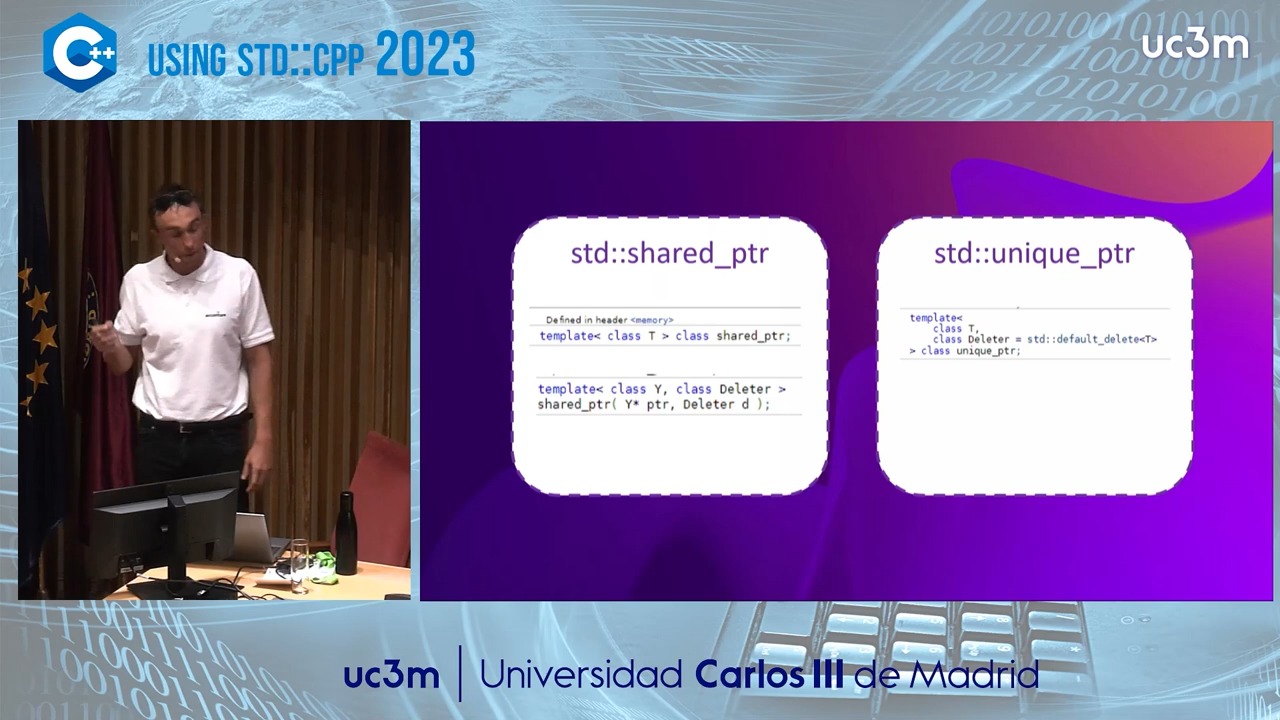 C++
USING STD::CPP 2023
uc3m
std::shared_ptr
Defined in header <memory>
template< class T > class shared_ptr;
template< class Y, class Deleter >
shared_ptr( Y* ptr, Deleter d );
std::unique_ptr
template<
    class T,
    class Deleter = std::default_delete<T>
> class unique_ptr;
uc3m | Universidad Carlos III de Madrid